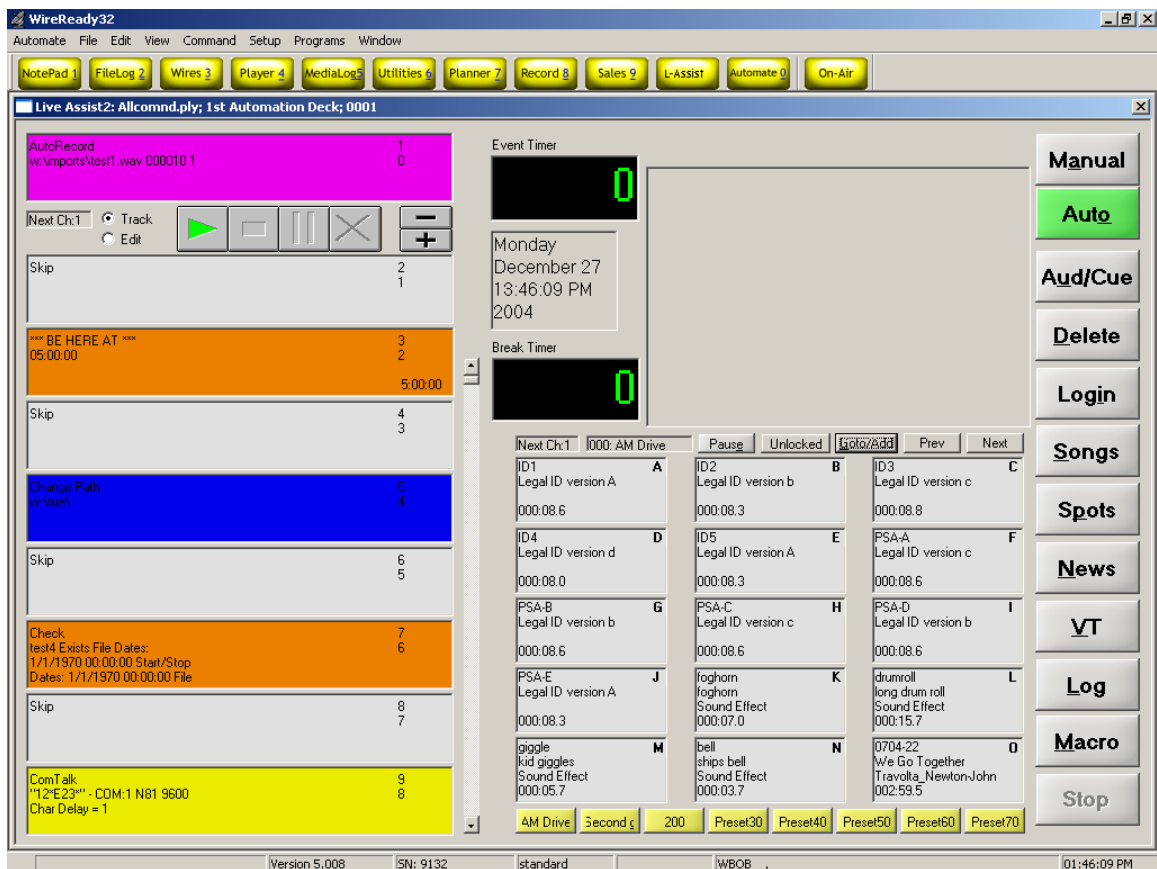 WireReady32
Automate File Edit View Command Setup Programs Window
NotePad 1 FileLog 2 Wires 3 Player 4 MediaLog5 Utilities 6 Planner 7 Record 8 Sales 9 L-Assist Automate 0 On-Air
Live Assist2: Allcomnd.ply; 1st Automation Deck; 0001
AutoRecord 1
w:\imports\test1.wav 000010 1 0
Next Ch:1 Track
Edit
Skip 2
1
*** BE HERE AT *** 3
05:00:00 2
5:00:00
Skip 4
3
Change Path 5
w:\tue\ 4
Skip 6
5
Check 7
test4 Exists File Dates: 6
1/1/1970 00:00:00 Start/Stop
Dates: 1/1/1970 00:00:00 File
Skip 8
7
ComTalk 9
"12*E23*" - COM:1 N81 9600 8
Char Delay = 1
Event Timer
0
Monday
December 27
13:46:09 PM
2004
Break Timer
0
Next Ch:1 000: AM Drive Pause Unlocked Goto/Add Prev Next
ID1 A
Legal ID version A
000:08.6
ID2 B
Legal ID version b
000:08.3
ID3 C
Legal ID version c
000:08.8
ID4 D
Legal ID version d
000:08.0
ID5 E
Legal ID version A
000:08.3
PSA-A F
Legal ID version c
000:08.6
PSA-B G
Legal ID version b
000:08.6
PSA-C H
Legal ID version c
000:08.6
PSA-D I
Legal ID version b
000:08.6
PSA-E J
Legal ID version A
000:08.3
foghorn K
foghorn
Sound Effect
000:07.0
drumroll L
long drum roll
Sound Effect
000:15.7
giggle M
kid giggles
Sound Effect
000:05.7
bell N
ships bell
Sound Effect
000:03.7
0704-22 O
We Go Together
Travolta_Newton-John
002:59.5
AM Drive Second g 200 Preset30 Preset40 Preset50 Preset60 Preset70
Manual
Auto
Aud/Cue
Delete
Login
Songs
Spots
News
VT
Log
Macro
Stop
Version 5.008 SN: 9132 standard WBOB , 01:46:09 PM